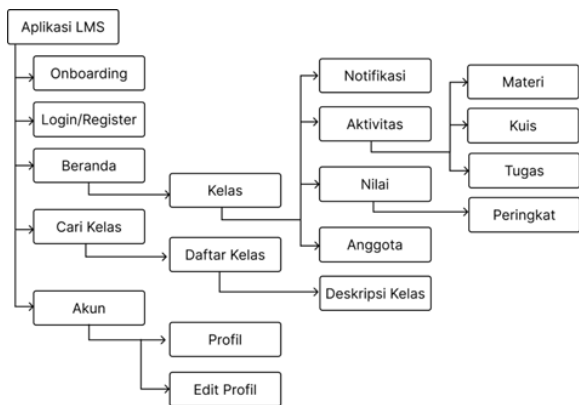 Aplikasi LMS
Onboarding
Login/Register
Beranda
Cari Kelas
Akun
Kelas
Daftar Kelas
Profil
Edit Profil
Notifikasi
Aktivitas
Nilai
Anggota
Deskripsi Kelas
Materi
Kuis
Tugas
Peringkat